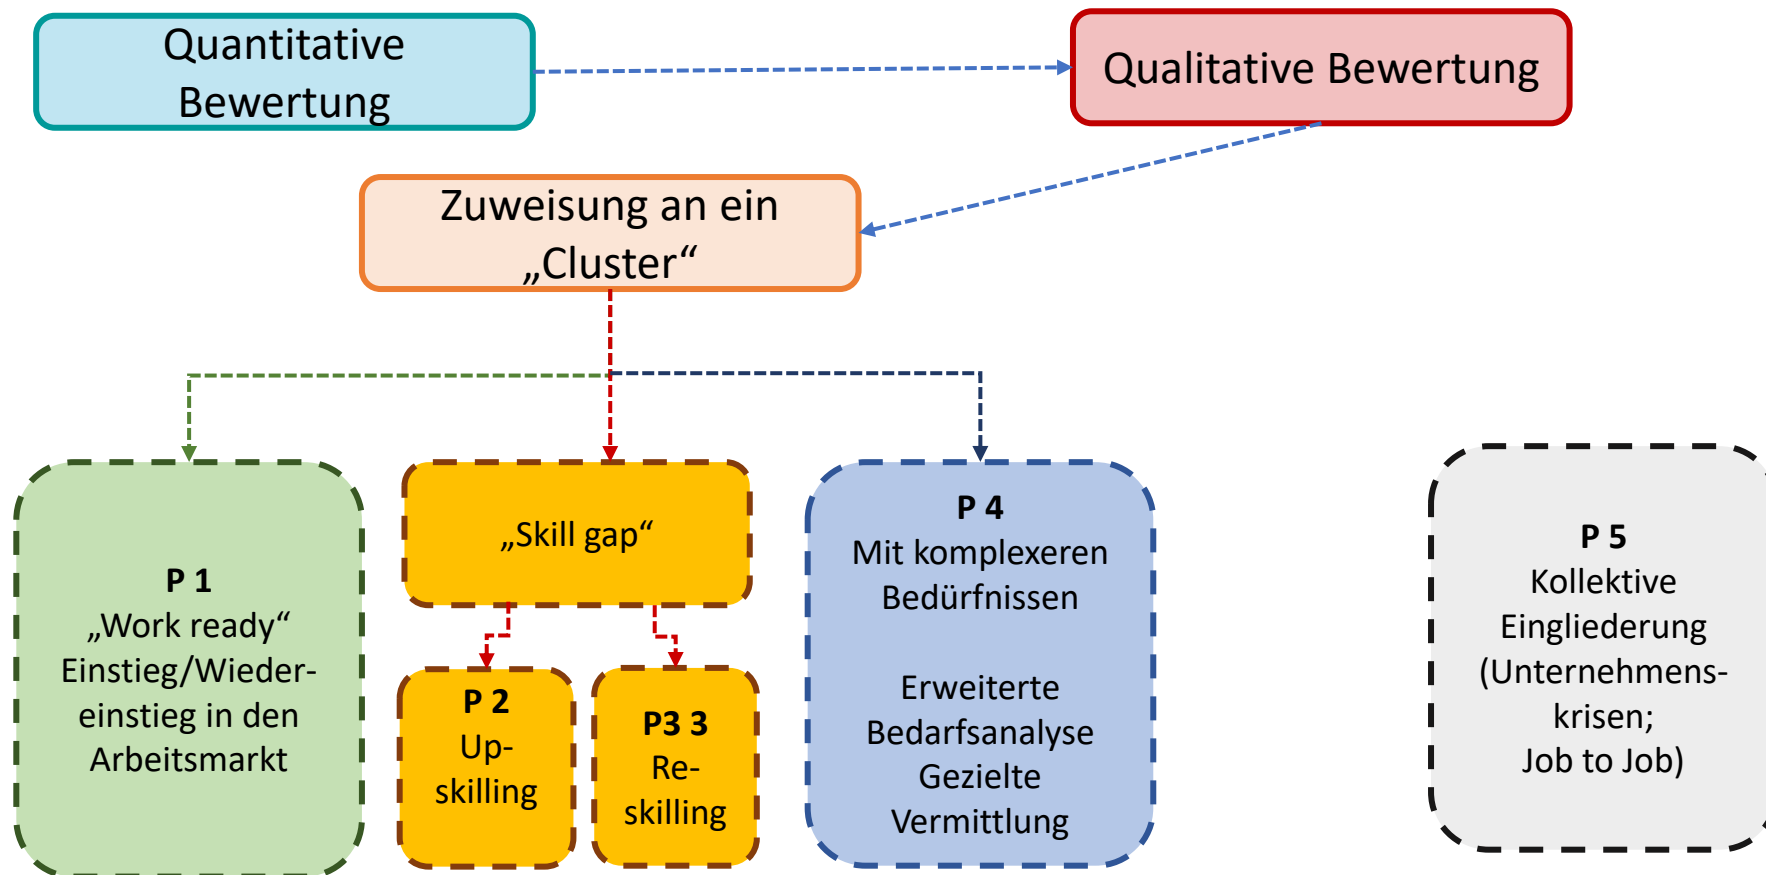 Quantitative
Bewertung
Qualitative Bewertung
Zuweisung an ein
„Cluster“
P 1
„Work ready“
Einstieg/Wieder-
einstieg in den
Arbeitsmarkt
„Skill gap“
P 2
Up-
skilling
P3 3
Re-
skilling
P 4
Mit komplexeren
Bedürfnissen
Erweiterte
Bedarfsanalyse
Gezielte
Vermittlung
P 5
Kollektive
Eingliederung
(Unternehmens-
krisen;
Job to Job)